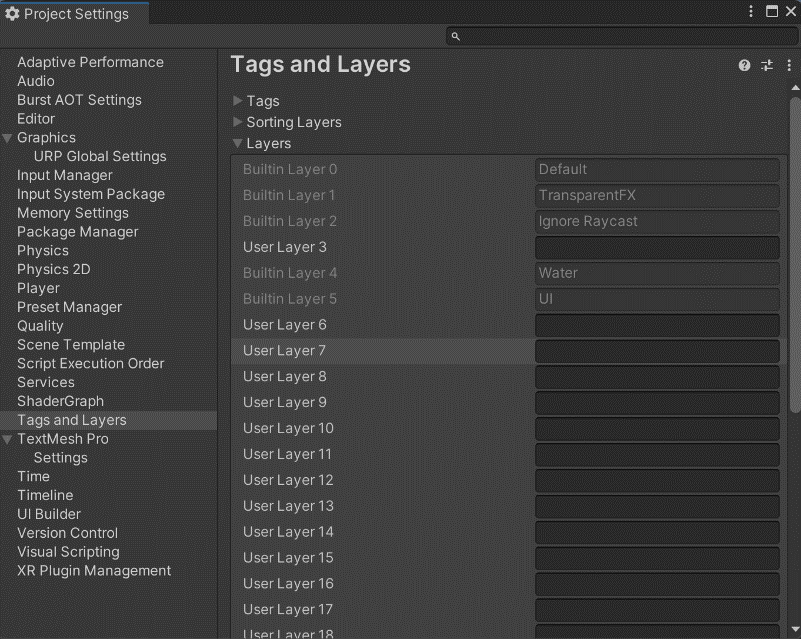 Project Settings
Adaptive Performance
Audio
Burst AOT Settings
Editor
Graphics
URP Global Settings
Input Manager
Input System Package
Memory Settings
Package Manager
Physics
Physics 2D
Player
Preset Manager
Quality
Scene Template
Script Execution Order
Services
ShaderGraph
Tags and Layers
TextMesh Pro
Settings
Time
Timeline
UI Builder
Version Control
Visual Scripting
XR Plugin Management
Tags and Layers
Tags
Sorting Layers
Layers
Builtin Layer 0 Default
Builtin Layer 1 TransparentFX
Builtin Layer 2 Ignore Raycast
User Layer 3
Builtin Layer 4 Water
Builtin Layer 5 UI
User Layer 6
User Layer 7
User Layer 8
User Layer 9
User Layer 10
User Layer 11
User Layer 12
User Layer 13
User Layer 14
User Layer 15
User Layer 16
User Layer 17
User Layer 18